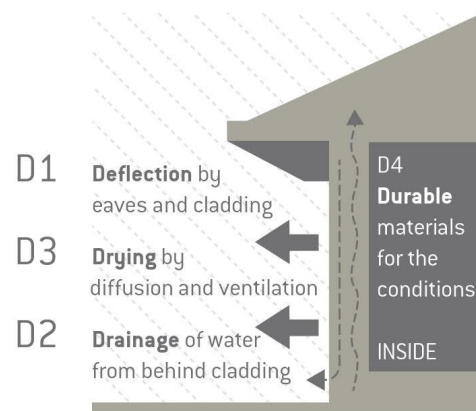 D1
Deflection by
eaves and cladding
D3
Drying by
diffusion and ventilation
D2
Drainage of water
from behind cladding
D4
Durable
materials
for the
conditions
INSIDE